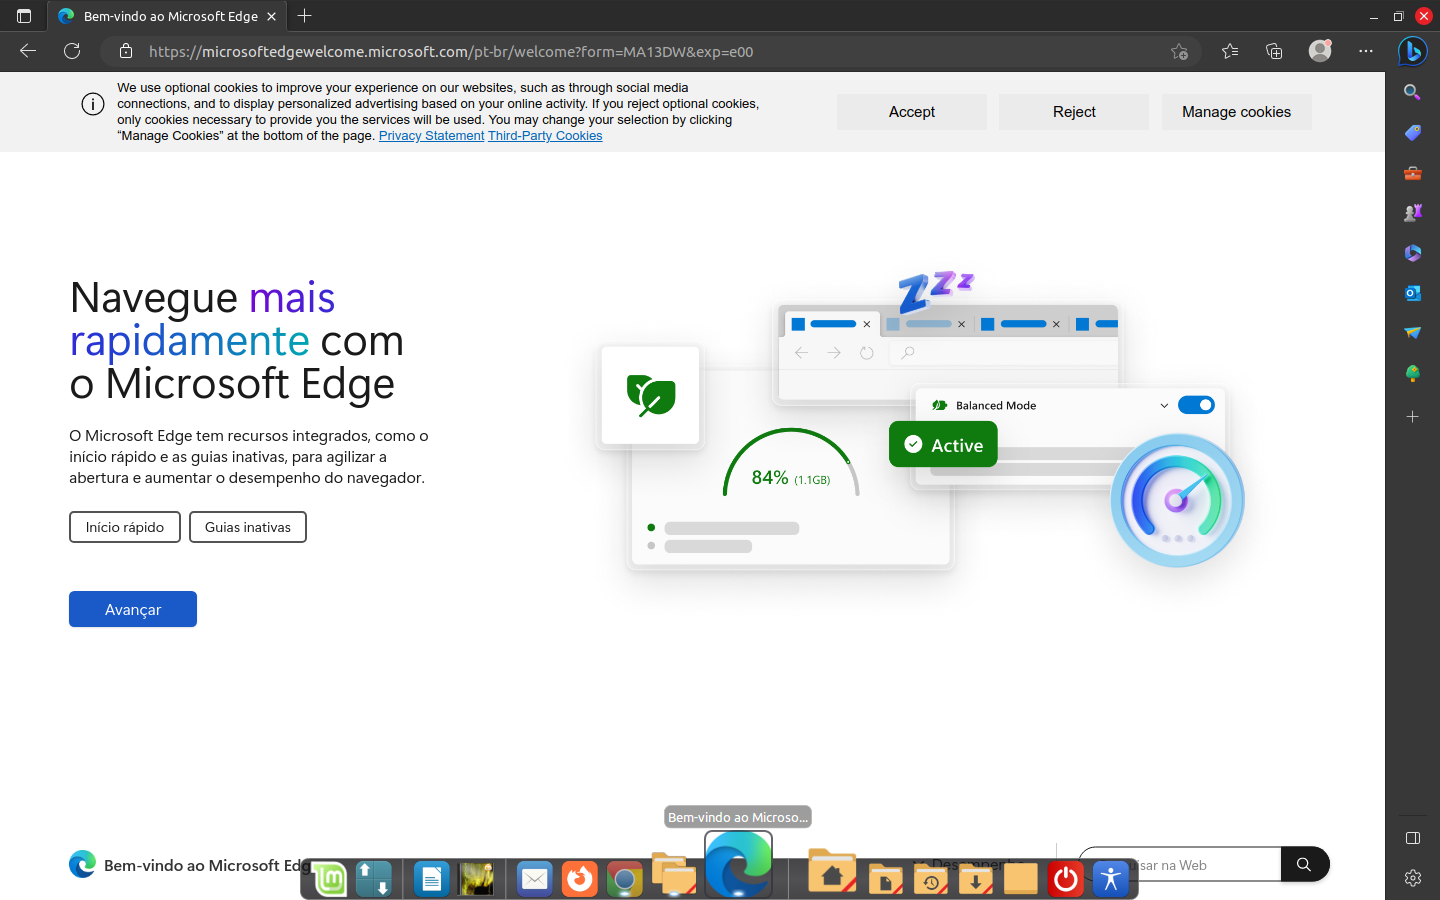 Bem-vindo ao Microsoft Edge
https://microsoftedgewelcome.microsoft.com/pt-br/welcome?form=MA13DW&exp=e00
We use optional cookies to improve your experience on our websites, such as through social media
connections, and to display personalized advertising based on your online activity. If you reject optional cookies,
only cookies necessary to provide you the services will be used. You may change your selection by clicking
“Manage Cookies” at the bottom of the page. Privacy Statement Third-Party Cookies
Accept
Reject
Manage cookies
Navegue mais
rapidamente com
o Microsoft Edge
O Microsoft Edge tem recursos integrados, como o
início rápido e as guias inativas, para agilizar a
abertura e aumentar o desempenho do navegador.
Início rápido
Guias inativas
Avançar
zzz
Balanced Mode
Active
84% (1.1GB)
Bem-vindo ao Microso...
Bem-vindo ao Microsoft Edg
Desempenho
isar na Web